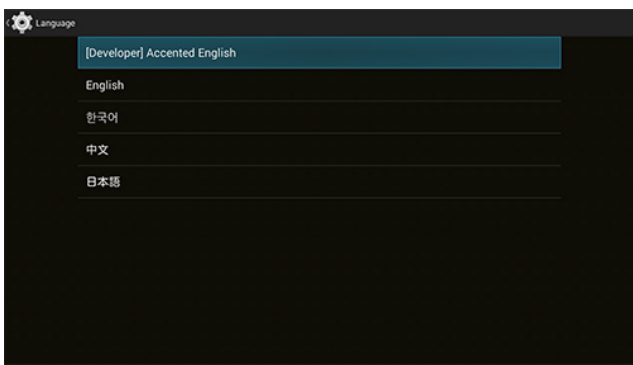 Language
[Developer] Accented English
English
한국어
中文
日本語